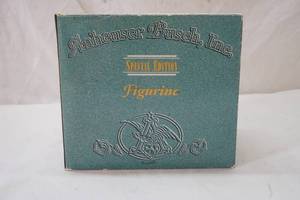 Anheuser Busch, Inc.
SPECIAL EDITION
Figurine